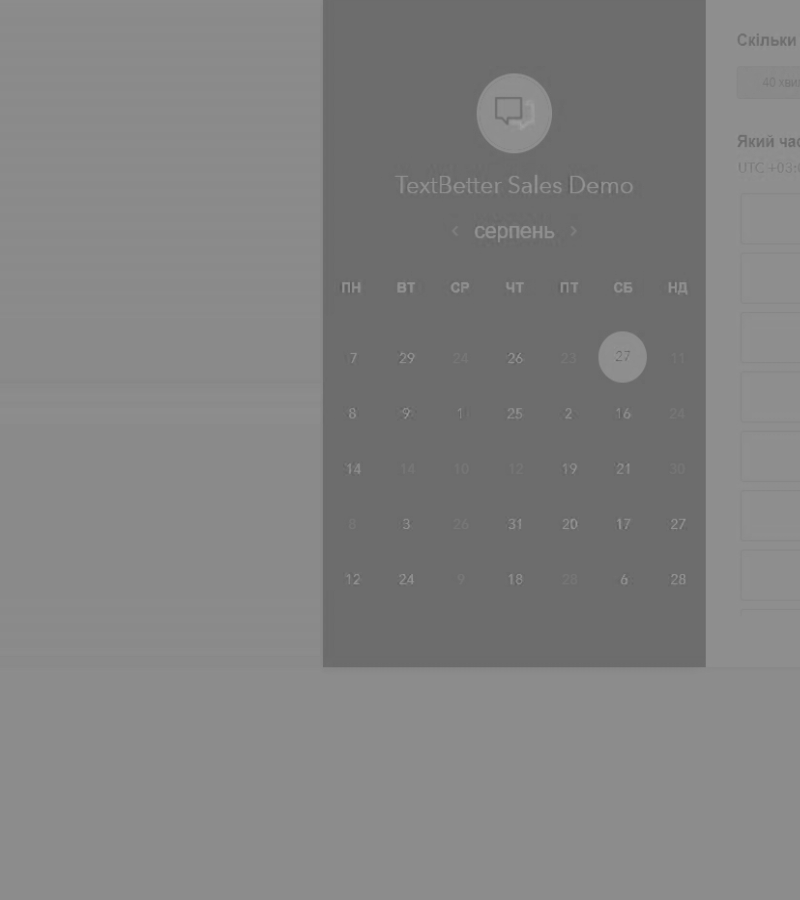 TextBetter Sales Demo
< серпень >
ПН ВТ СР ЧТ ПТ СБ НД
7 29 24 26 23 27 11
8 9 1 25 2 16 24
14 14 10 12 19 21 30
8 3 26 31 20 17 27
12 24 9 18 28 6 28
Скільки
40 хви
Який час
UTC +03: